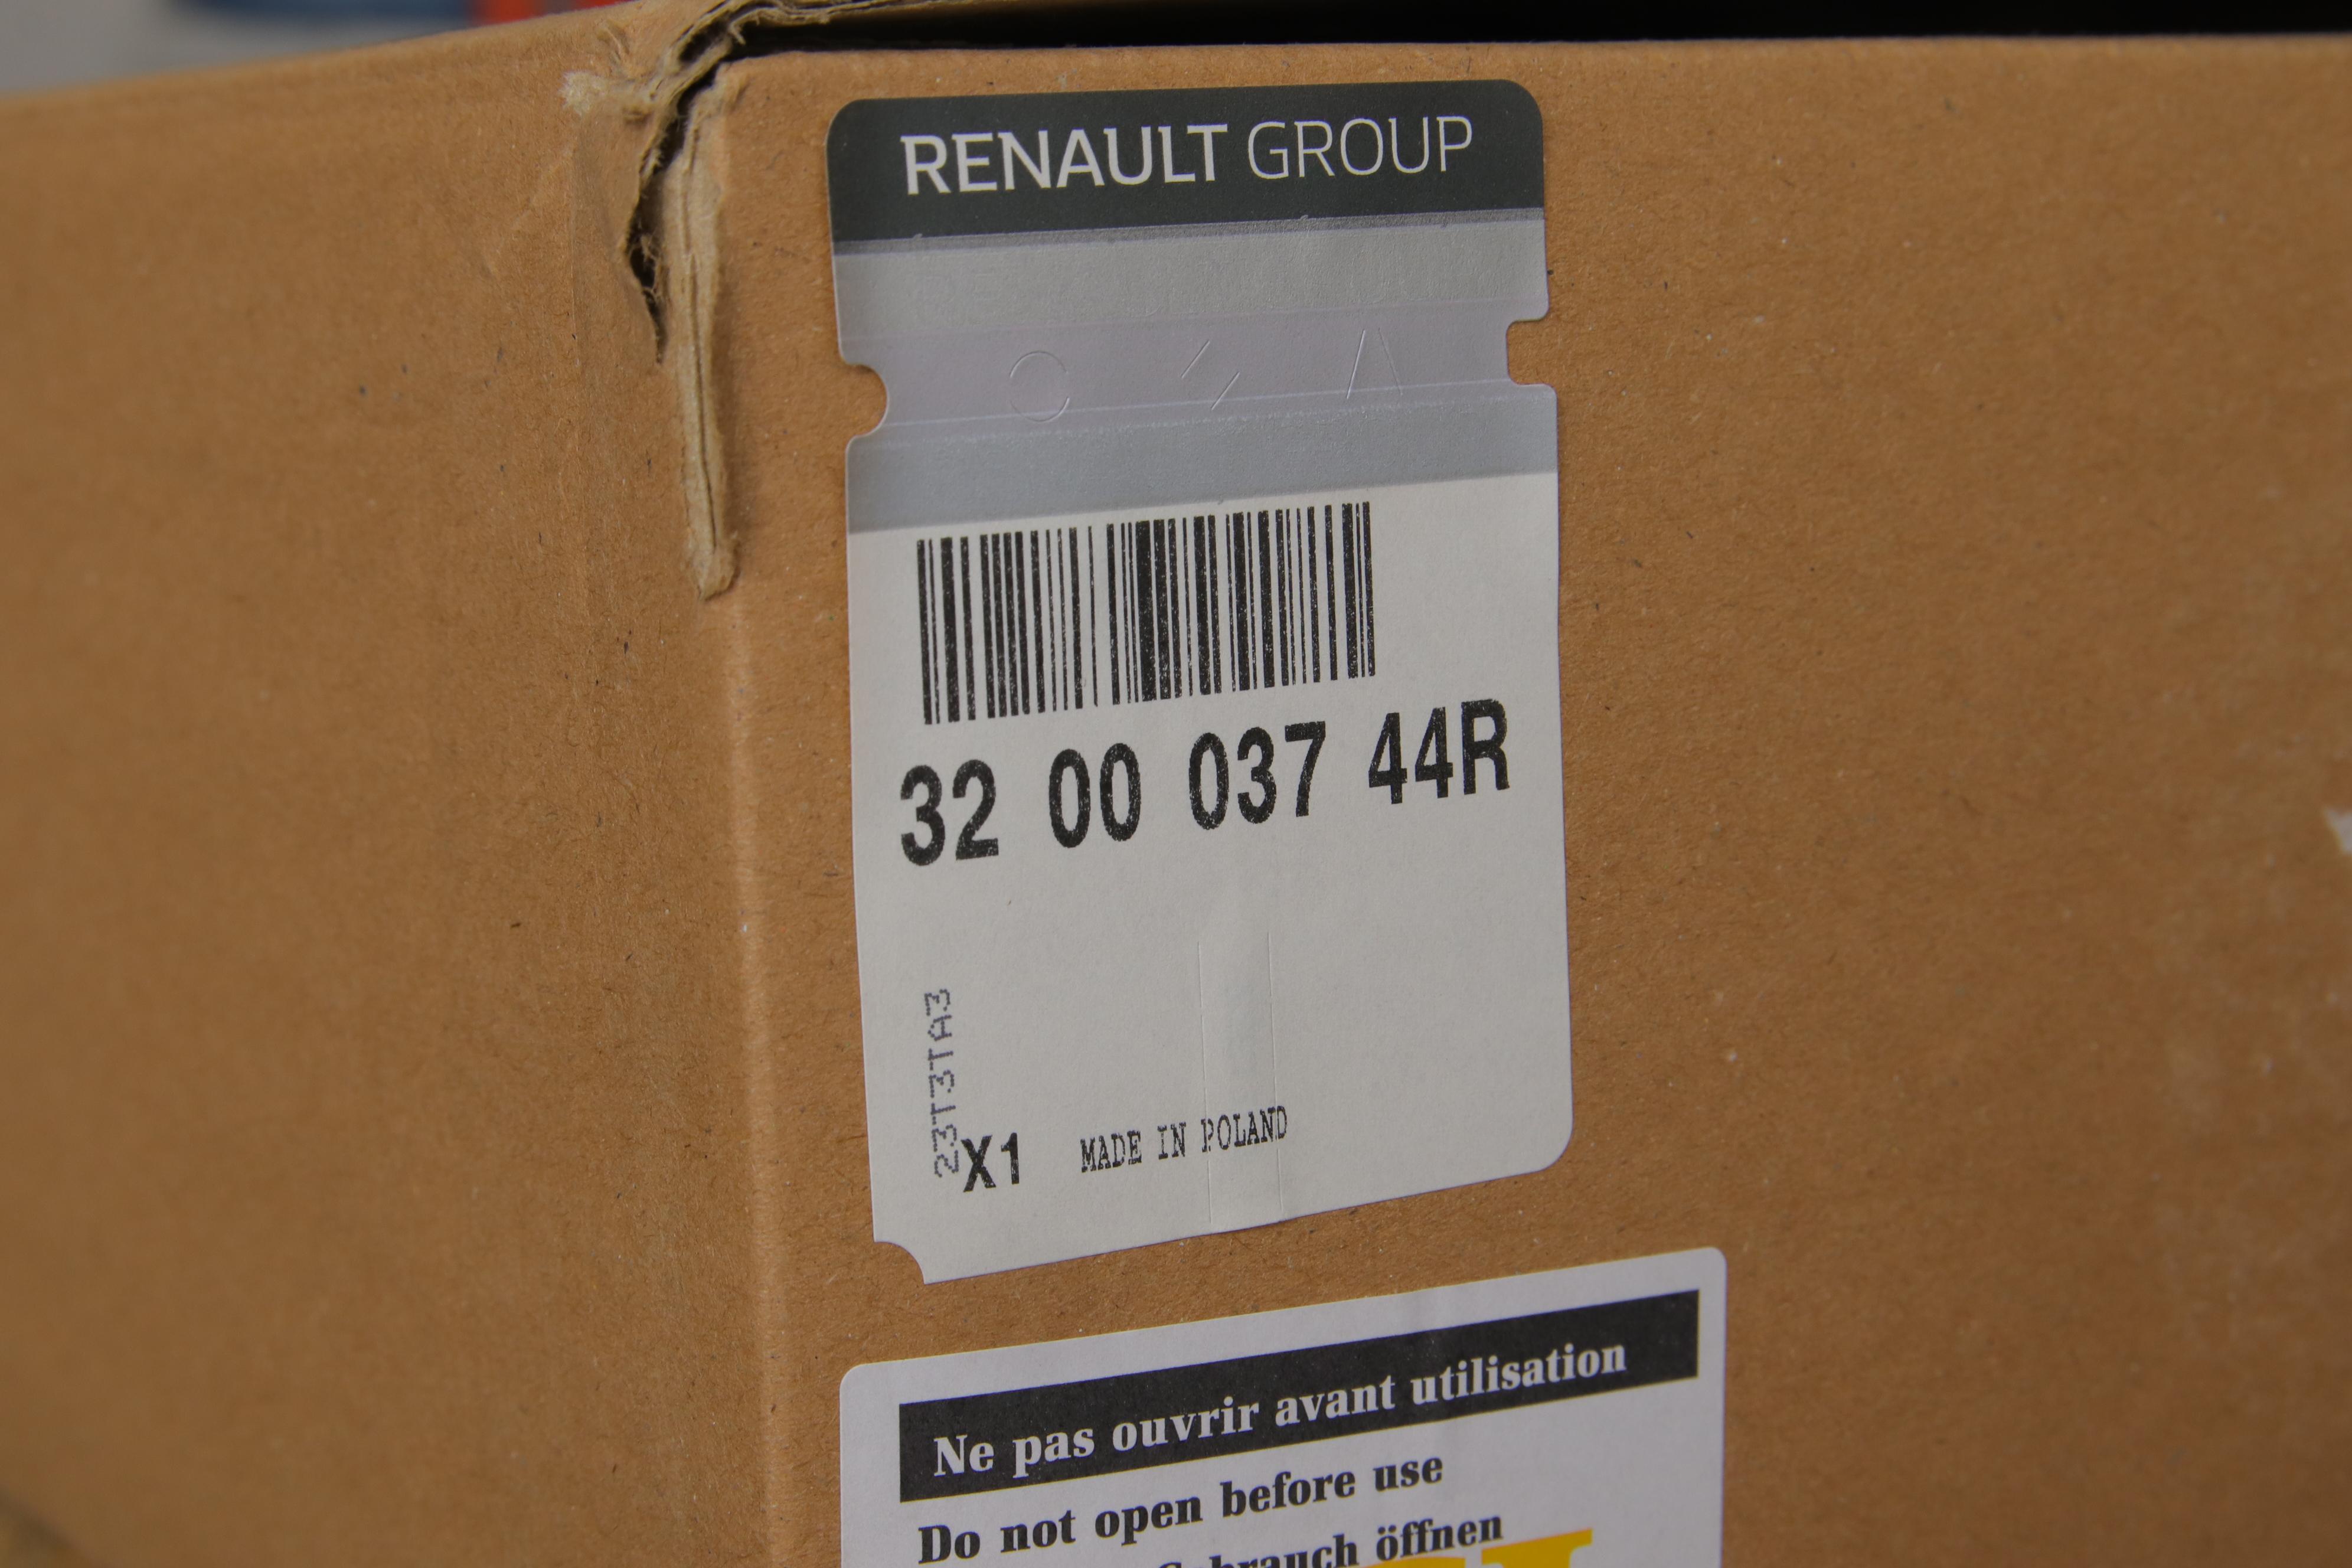 RENAULT GROUP
32 00 037 44R
23T3TA3
X1 MADE IN POLAND
Ne pas ouvrir avant utilisation
Do not open before use
öffnen